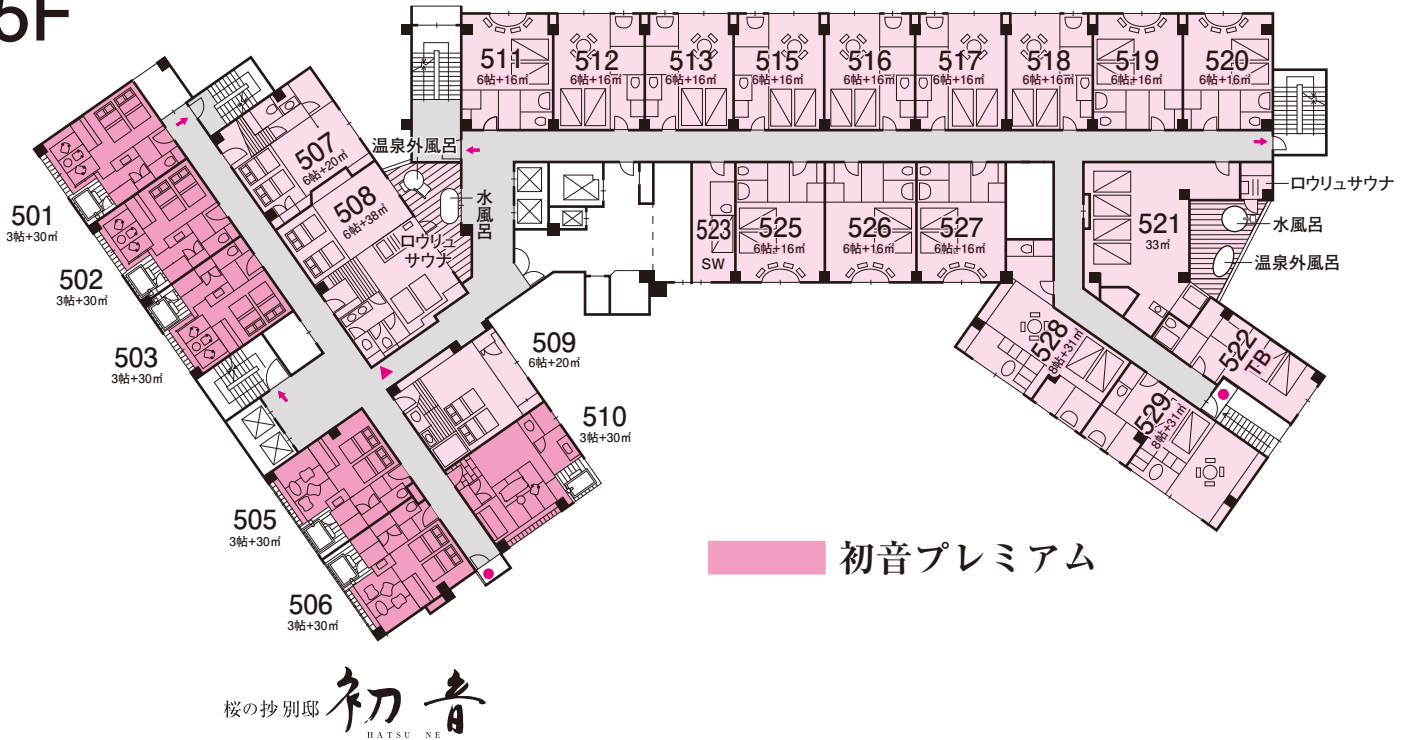 5F
511
6帖+16㎡
512
6帖+16㎡
513
6帖+16㎡
515
6帖+16㎡
516
6帖+16㎡
517
6帖+16㎡
518
6帖+16㎡
519
6帖+16㎡
520
6帖+16㎡
507
6帖+20㎡
温泉外風呂
508
6帖+38㎡
水風呂
ロウリュ
サウナ
501
3帖+30㎡
502
3帖+30㎡
503
3帖+30㎡
523
SW
525
6帖+16㎡
526
6帖+16㎡
527
6帖+16㎡
521
33㎡
ロウリュサウナ
水風呂
温泉外風呂
509
6帖+20㎡
510
3帖+30㎡
528
8帖+31㎡
522
T・B
529
8帖+31㎡
505
3帖+30㎡
506
3帖+30㎡
初音プレミアム
桜の抄別邸 初音
HATSU NE